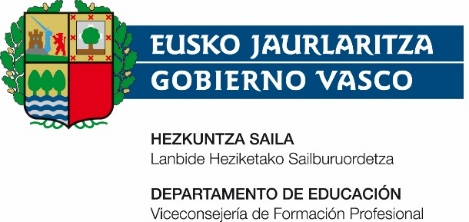 EUSKO JAURLARITZA
GOBIERNO VASCO
HEZKUNTZA SAILA
Lanbide Heziketako Sailburuordetza
DEPARTAMENTO DE EDUCACIÓN
Viceconsejería de Formación Profesional